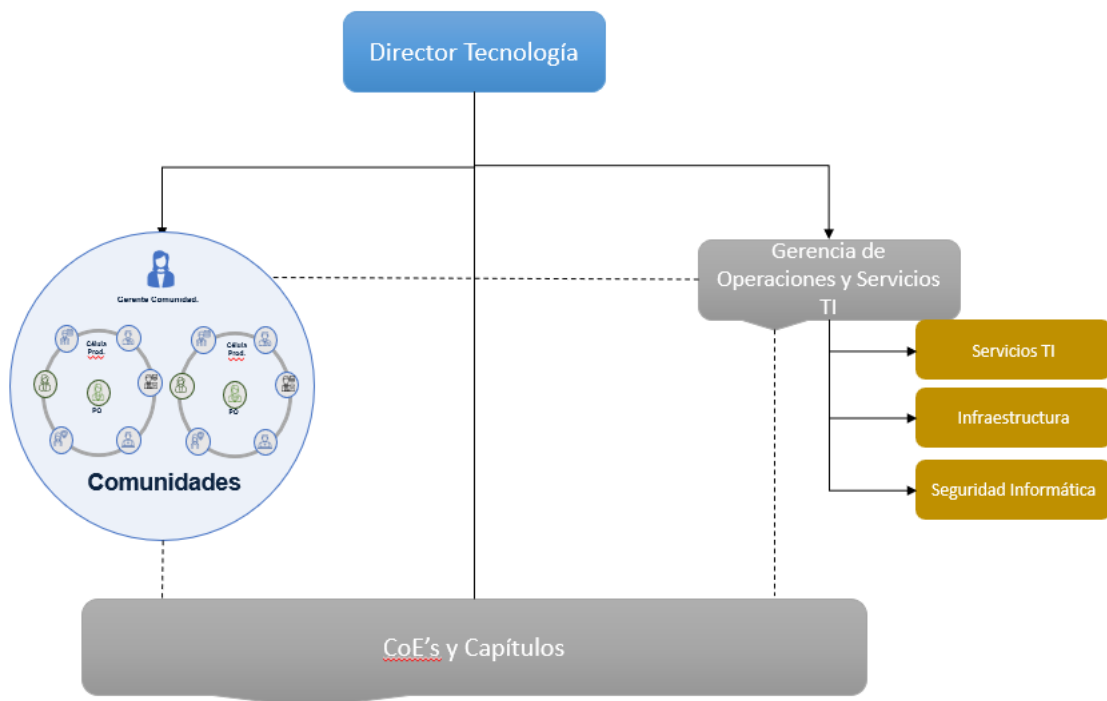 Director Tecnología
Gerente Comunidad.
Célula
Prod.
PO
Célula
Prod.
PO
Comunidades
Gerencia de
Operaciones y Servicios
TI
Servicios TI
Infraestructura
Seguridad Informática
CoE's y Capítulos